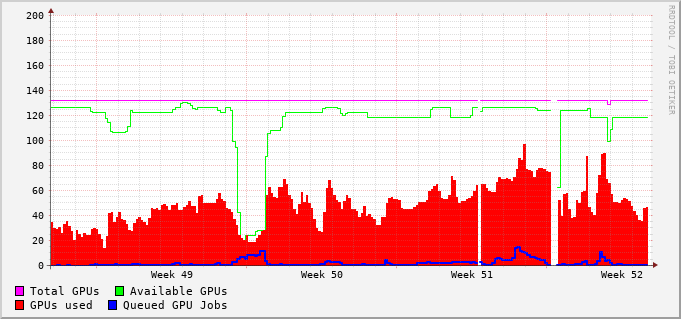 200
180
160
140
120
100
80
60
40
20
0
Week 49 Week 50 Week 51 Week 52
Total GPUs Available GPUs
GPUs used Queued GPU Jobs
RRDTOOL / TOBI OETIKER